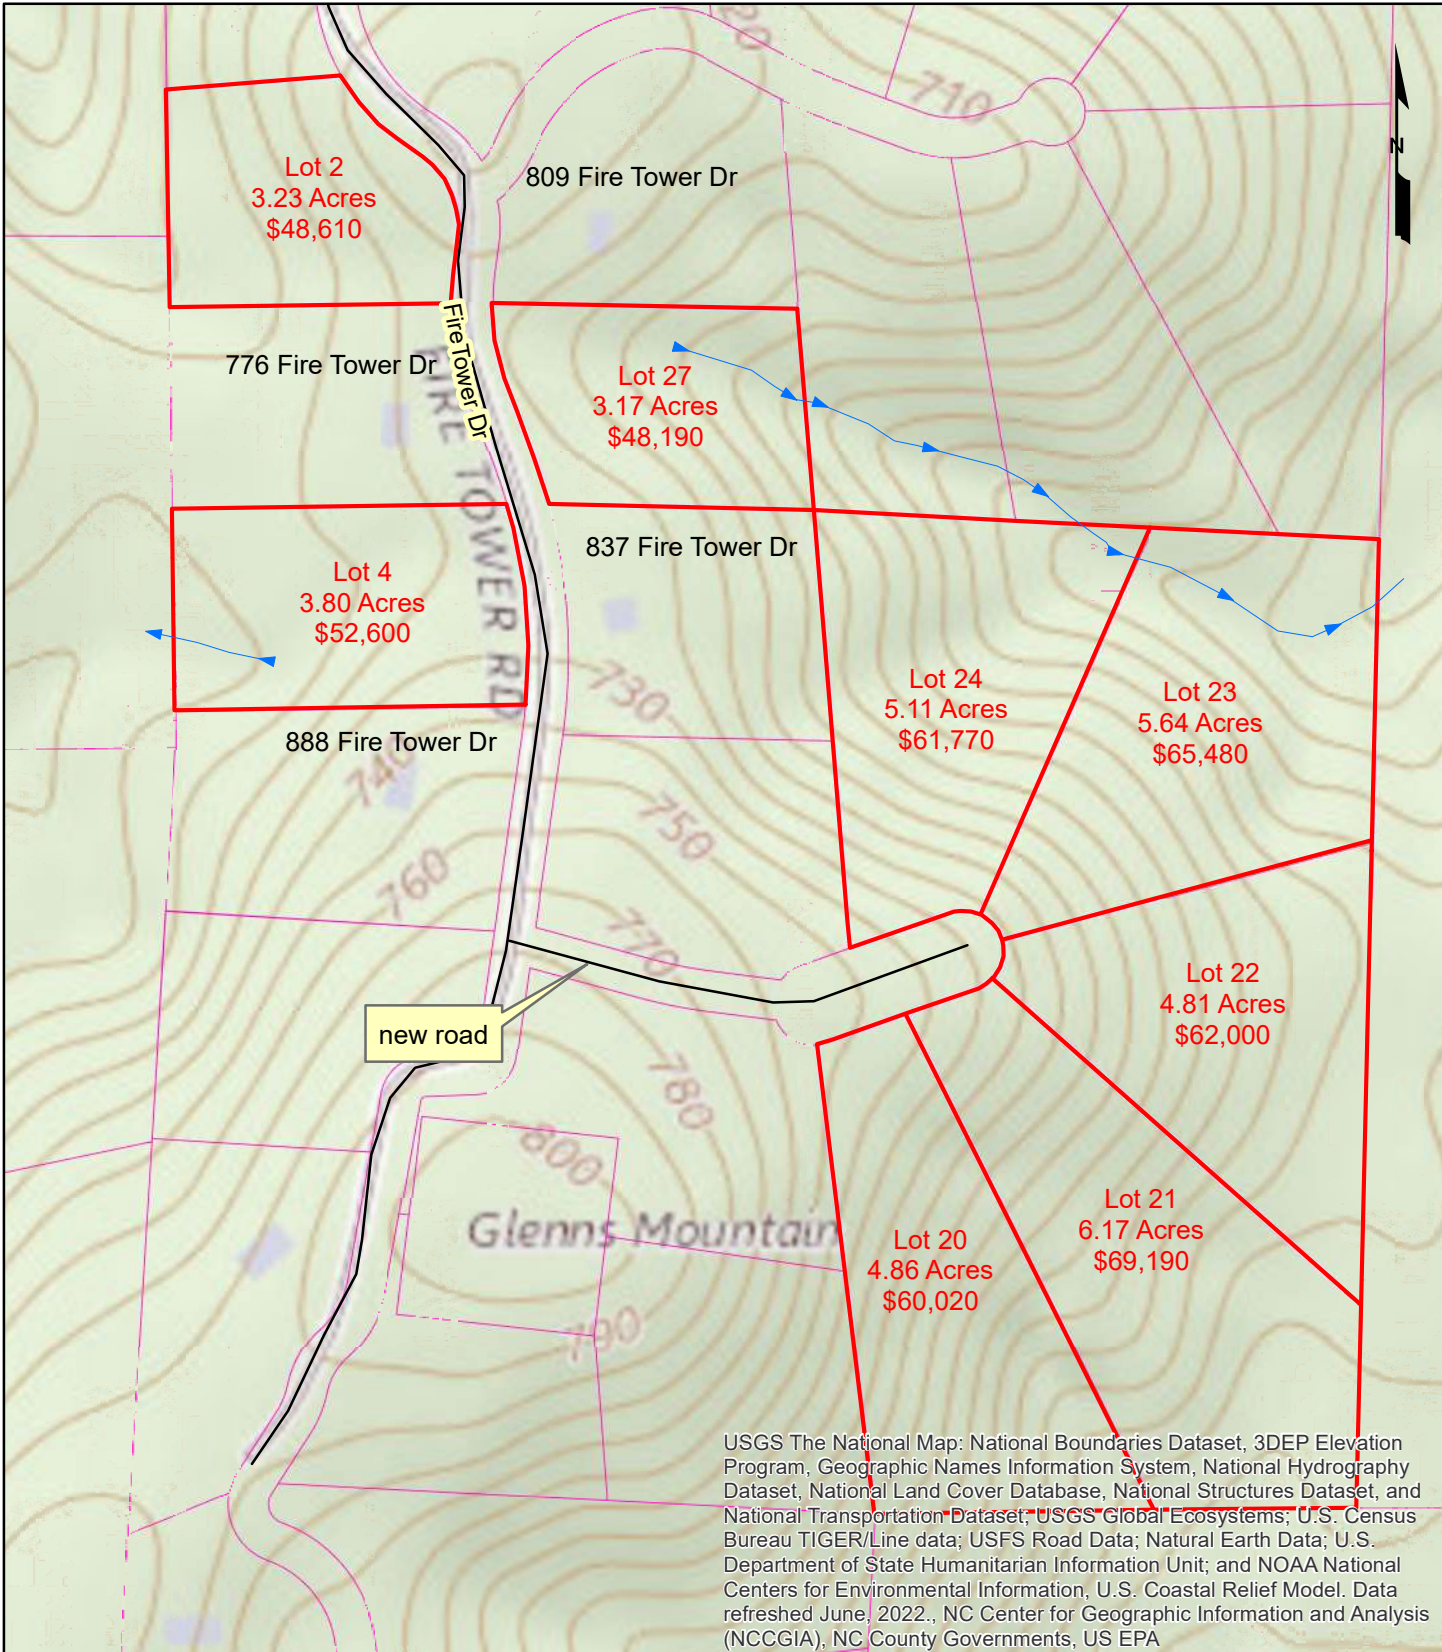 80
710
N
Lot 2
3.23 Acres
$48,610
809 Fire Tower Dr
Fire Tower Dr
776 Fire Tower Dr
FIRE TOWER RD
Lot 27
3.17 Acres
$48,190
837 Fire Tower Dr
Lot 4
3.80 Acres
$52,600
730
Lot 24
5.11 Acres
$61,770
Lot 23
5.64 Acres
$65,480
888 Fire Tower Dr
740
750
760
770
Lot 22
4.81 Acres
$62,000
new road
780
800
Glenns Mountain
Lot 21
6.17 Acres
$69,190
Lot 20
4.86 Acres
$60,020
790
USGS The National Map: National Boundaries Dataset, 3DEP Elevation
Program, Geographic Names Information System, National Hydrography
Dataset, National Land Cover Database, National Structures Dataset, and
National Transportation Dataset; USGS Global Ecosystems; U.S. Census
Bureau TIGER/Line data; USFS Road Data; Natural Earth Data; U.S.
Department of State Humanitarian Information Unit; and NOAA National
Centers for Environmental Information, U.S. Coastal Relief Model. Data
refreshed June, 2022., NC Center for Geographic Information and Analysis
(NCCGIA), NC County Governments, US EPA